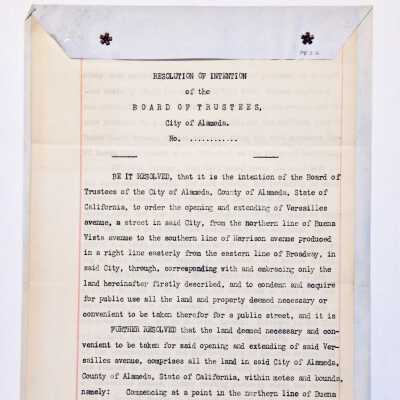 RESOLUTION OF INTENTION
of the
BOARD OF TRUSTEES,
City of Alameda.
No. ............
BE IT RESOLVED, that it is the intention of the Board of
Trustees of the City of Alameda, County of Alameda, State of
California, to order the opening and extending of Versailles
avenue, a street in said City, from the northern line of Buena
Vista avenue to the southern line of Harrison avenue produced
in a right line easterly from the eastern line of Broadway, in
said City, through, corresponding with and embracing only the
land hereinafter firstly described, and to condemn and acquire
for public use all the land and property deemed necessary or
convenient to be taken therefor for a public street, and it is
FURTHER RESOLVED that the land deemed necessary and con-
venient to be taken for said opening and extending of said Ver-
sailles avenue, comprises all the land in said City of Alameda,
County of Alameda, State of California, within metes and bounds,
namely: Commencing at a point in the northern line of Buena